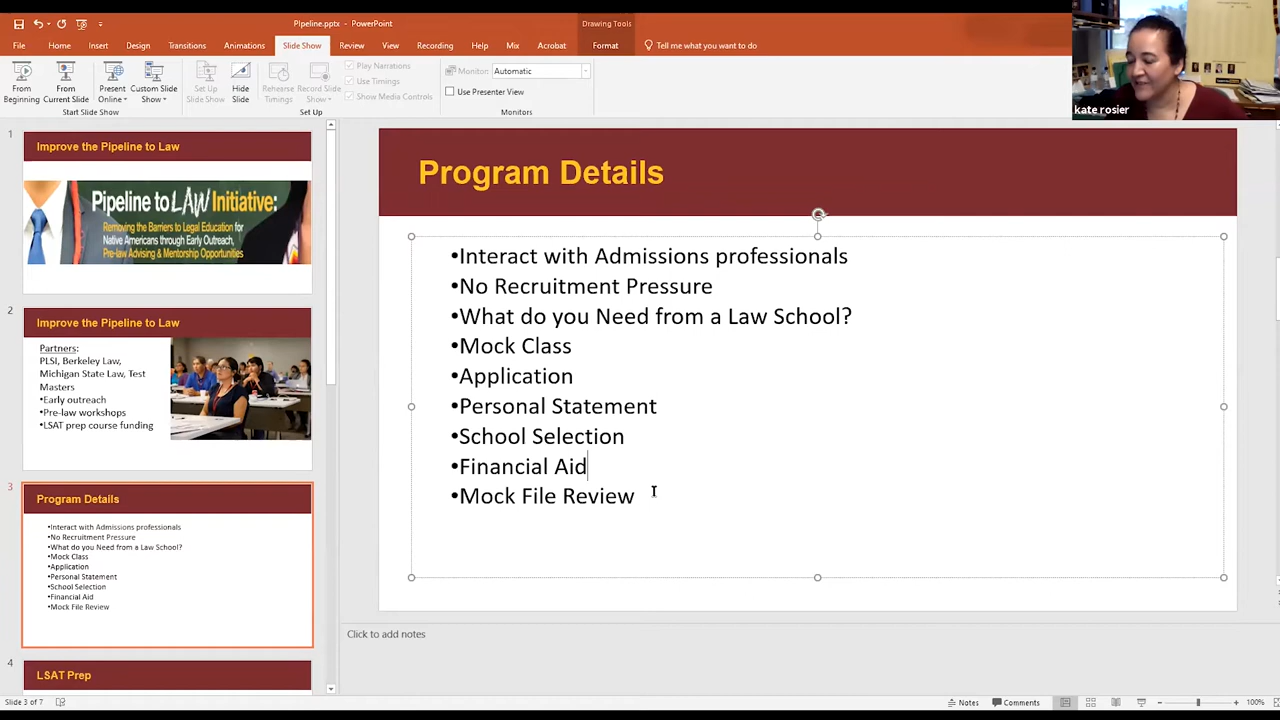 PIpeline.pptx - PowerPoint
Drawing Tools
File Home Insert Design Transitions Animations Slide Show Review View Recording Help Mix Acrobat Format Tell me what you want to do
From Beginning
From Current Slide
Present Online
Custom Slide Show
Set Up Slide Show
Hide Slide
Rehearse Timings
Record Slide Show
Play Narrations
Use Timings
Show Media Controls
Monitor: Automatic
Use Presenter View
Start Slide Show
Set Up
Monitors
kate rosier
1
Improve the Pipeline to Law
Pipeline to LAW Initiative:
Removing the Barriers to Legal Education for
Native Americans through Early Outreach,
Pre-law Advising & Mentorship Opportunities
2
Improve the Pipeline to Law
Partners:
PLSI, Berkeley Law,
Michigan State Law, Test
Masters
•Early outreach
•Pre-law workshops
•LSAT prep course funding
3
Program Details
•Interact with Admissions professionals
•No Recruitment Pressure
•What do you Need from a Law School?
•Mock Class
•Application
•Personal Statement
•School Selection
•Financial Aid
•Mock File Review
4
LSAT Prep
Program Details
•Interact with Admissions professionals
•No Recruitment Pressure
•What do you Need from a Law School?
•Mock Class
•Application
•Personal Statement
•School Selection
•Financial Aid
•Mock File Review
Click to add notes
Slide 3 of 7
Notes
Comments
100%